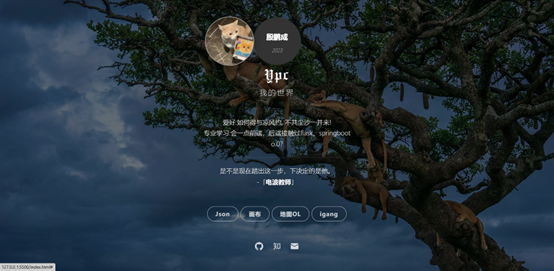 殷鹏成
2023
Ypc
我的世界
爱好:如何得与凉风约, 不共尘沙一并来!
专业学习:会一点前端，后端接触过flask、springboot
o.0?
是不是现在踏出这一步，下决定的是他。
-「电波教师」
Json 画布 地图OL igang
知
127.0.0.1:5500/index.html#